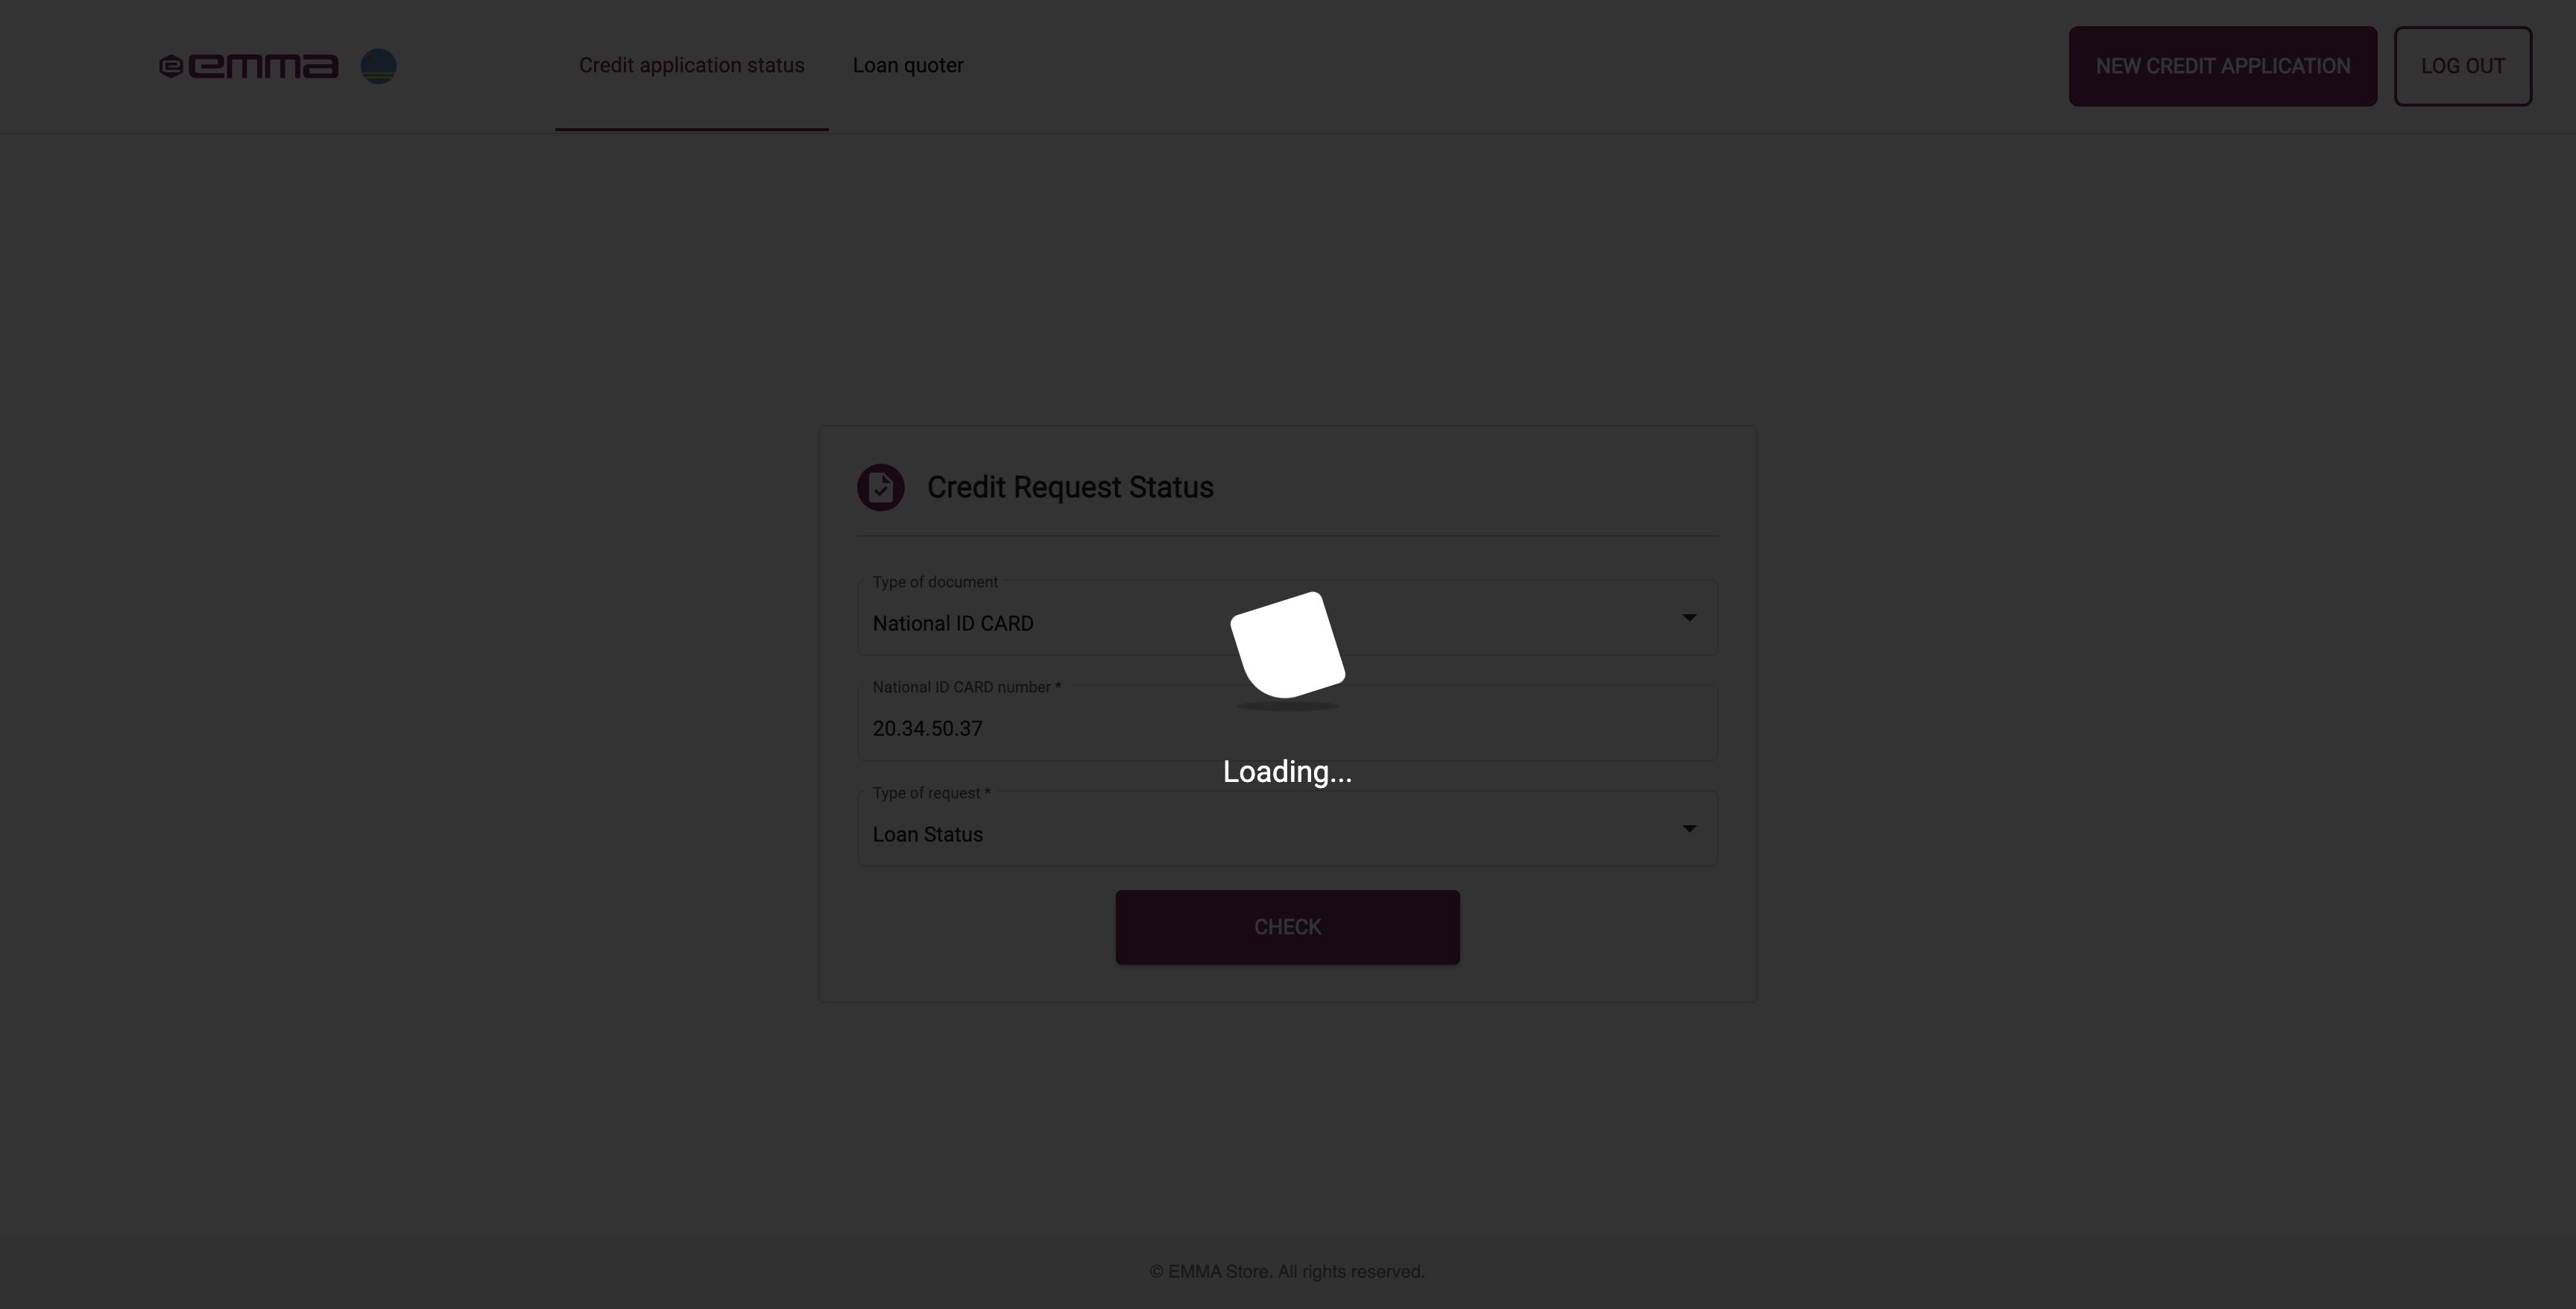 emma
Credit application status
Loan quoter
NEW CREDIT APPLICATION
LOG OUT
Credit Request Status
Type of document
National ID CARD
National ID CARD number *
20.34.50.37
Loading...
Type of request *
Loan Status
CHECK
© EMMA Store. All rights reserved.